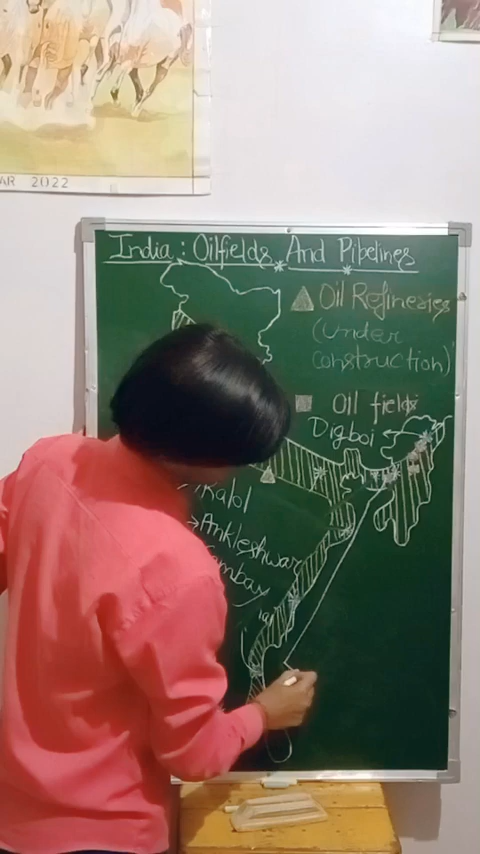 AR 2022
India : Oilfields And Pipelines
Oil Refineries
(under
construction)
Oil fields
Digboi
Kalol
Ankleshwar